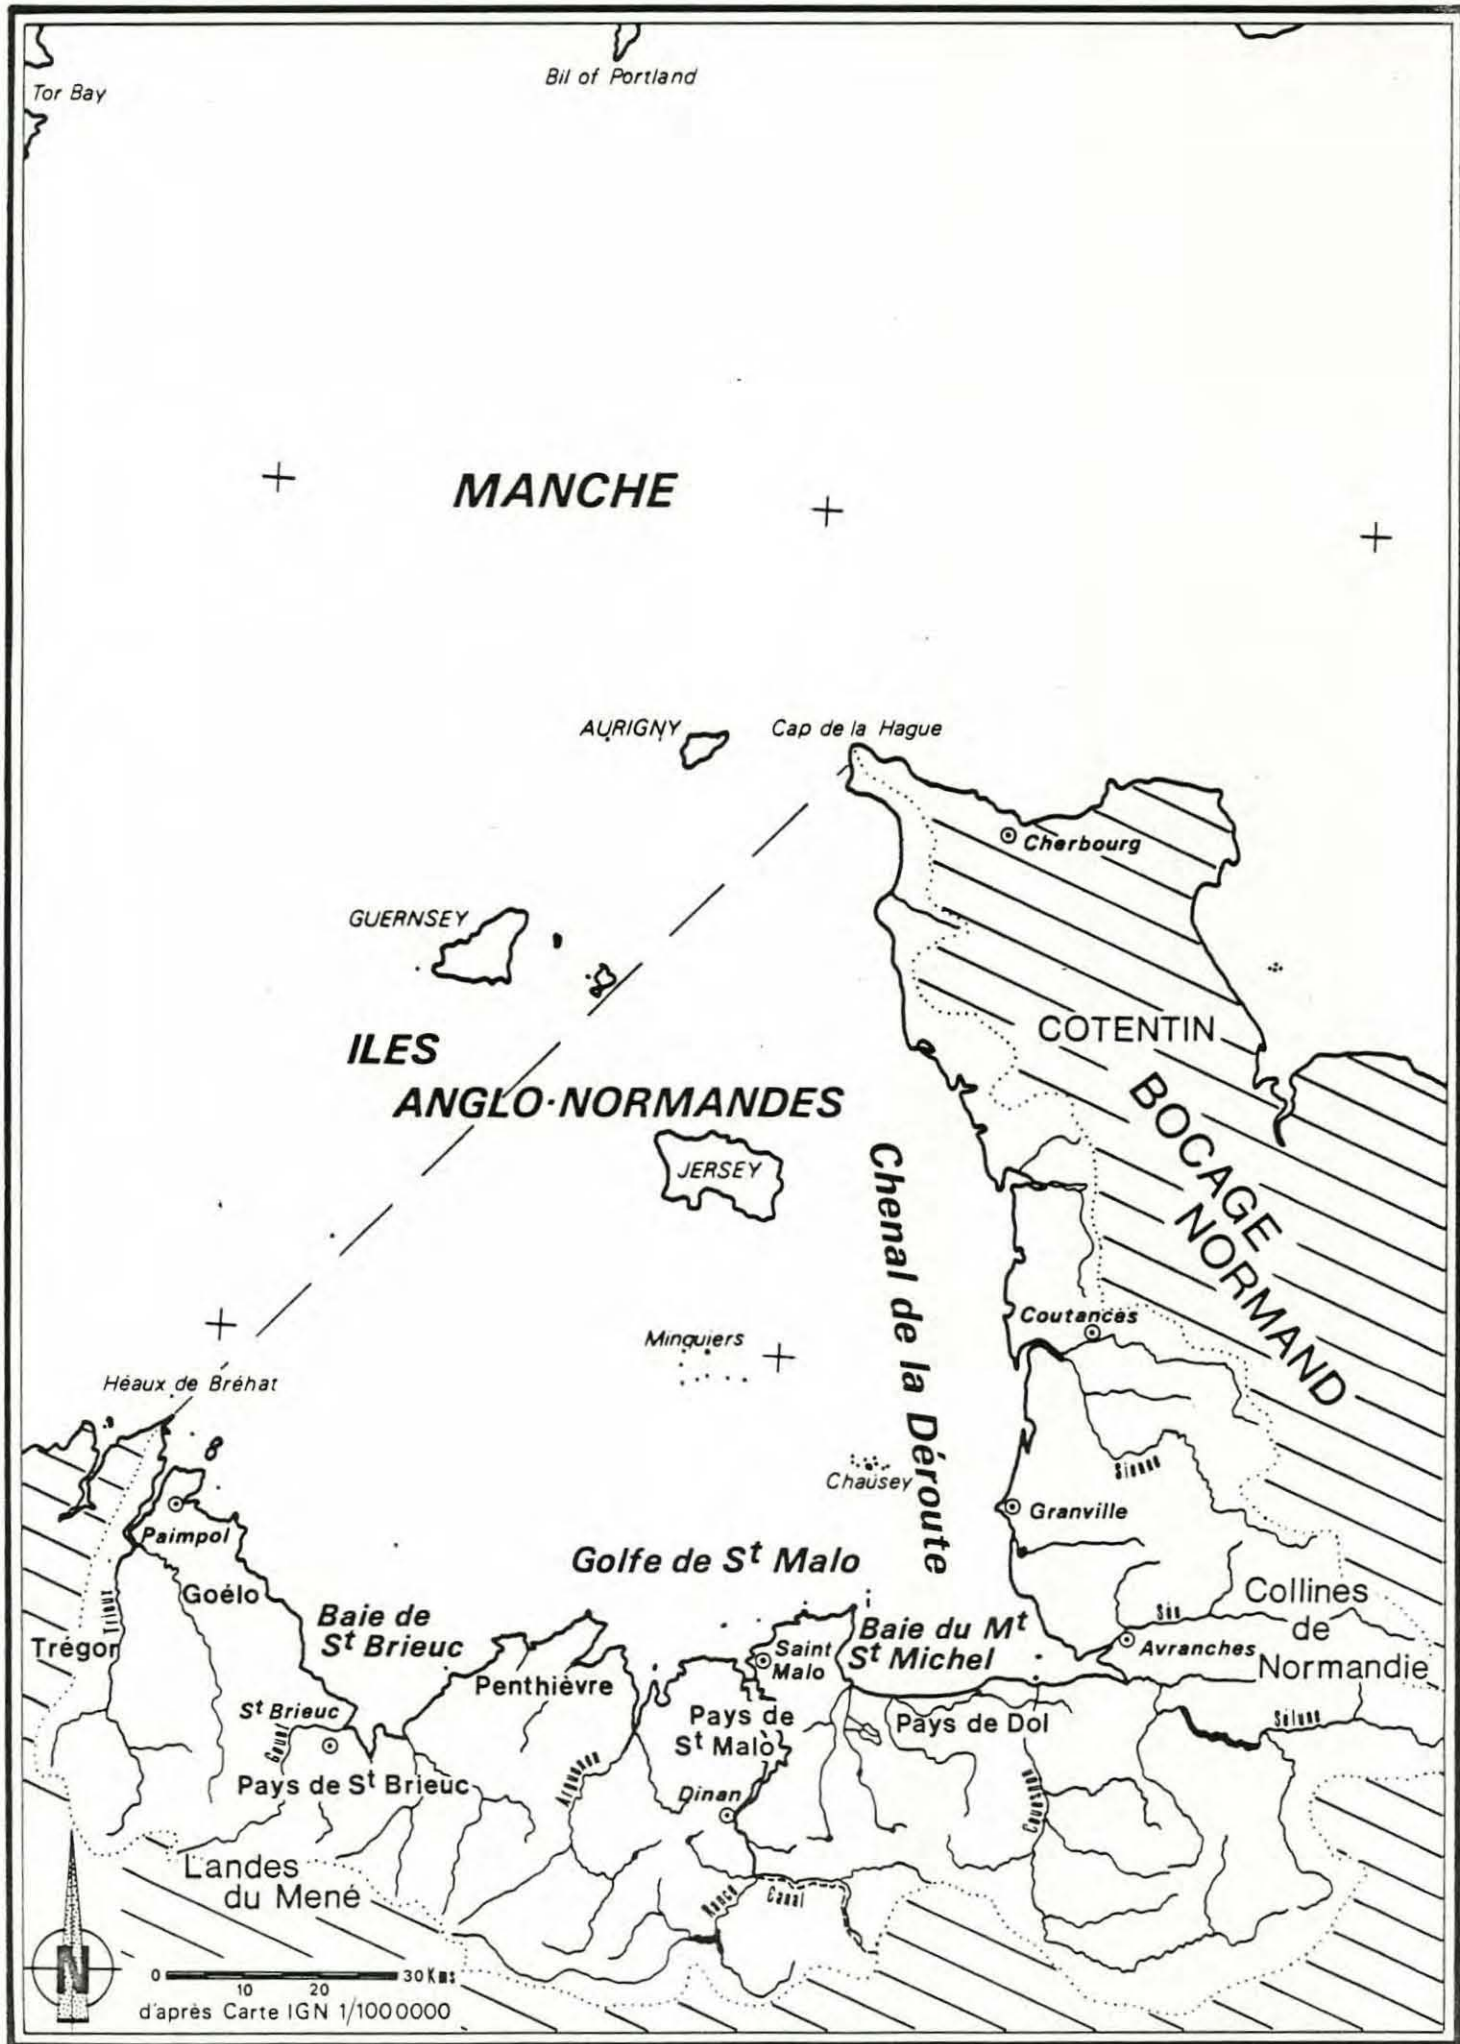 Tor Bay
Bil of Portland
MANCHE
AURIGNY
Cap de la Hague
Cherbourg
GUERNSEY
COTENTIN
ILES
ANGLO-NORMANDES
BOCAGE
NORMAND
JERSEY
Chenal de la Déroute
Coutances
Minquiers
Héaux de Bréhat
Sienne
Chausey
Granville
Paimpol
Golfe de St Malo
Goélo
Trieux
Trégor
Baie de
St Brieuc
Penthièvre
Saint
Malo
Baie du Mt
St Michel
Sée
Avranches
Collines
de
Normandie
St Brieuc
Gouet
Pays de St Brieuc
Pays de
St Malo
Pays de Dol
Sélune
Arguenon
Dinan
Couesnon
Landes
du Mené
Rance
Canal
N
0 10 20 30 Kms
d'après Carte IGN 1/1000000